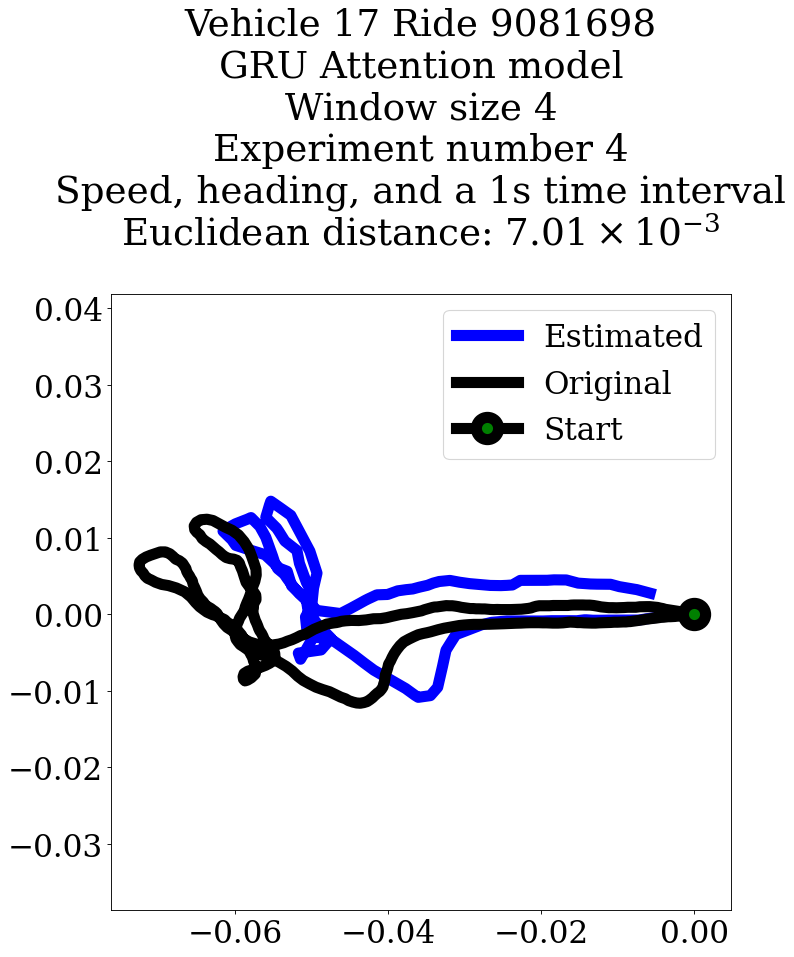 Vehicle 17 Ride 9081698
GRU Attention model
Window size 4
Experiment number 4
Speed, heading, and a 1s time interval
Euclidean distance: 7.01 × 10⁻³
0.04
0.03
0.02
0.01
0.00
−0.01
−0.02
−0.03
Estimated
Original
Start
−0.06
−0.04
−0.02
0.00